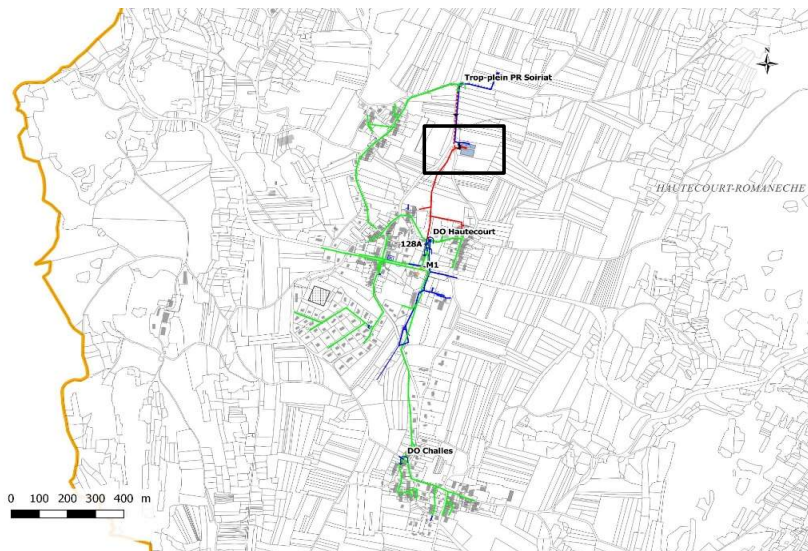 N
Trop-plein PR Soiriat
HAUTECOURT-ROMANECHE
DO Hautecourt
128A
M1
DO Challes
0 100 200 300 400 m